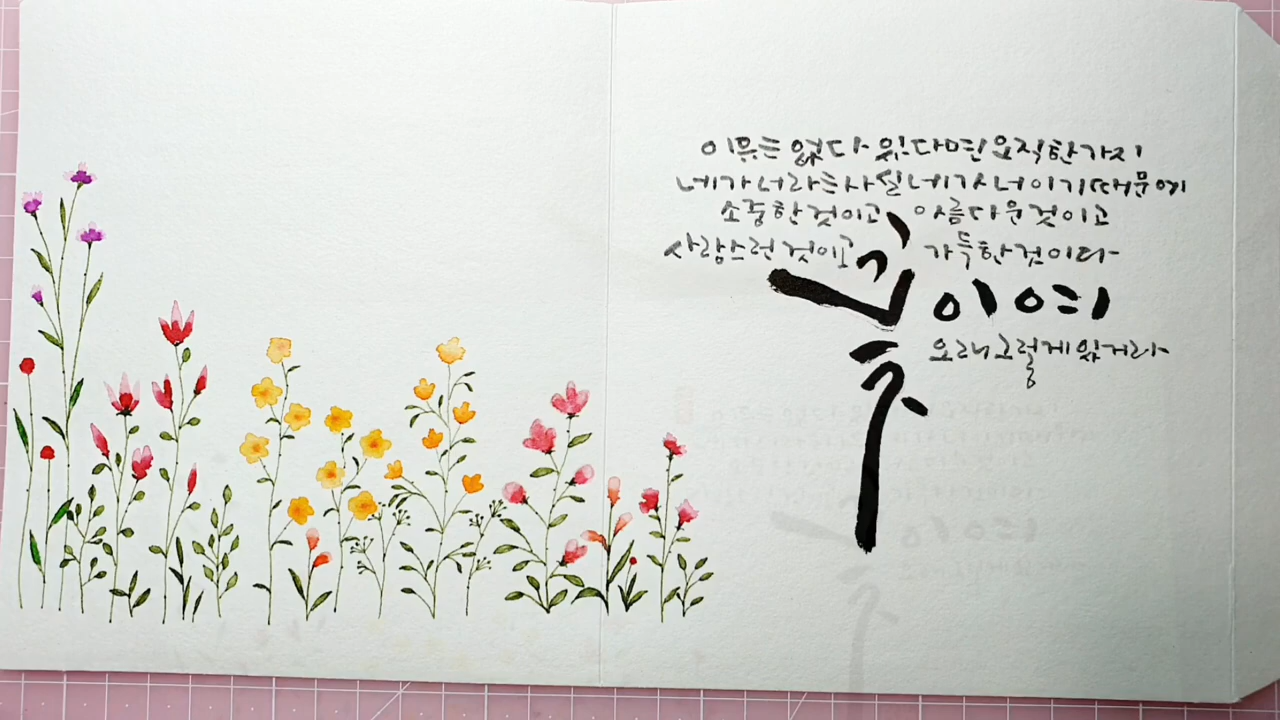 이유는 없다 있다면 오직 한 가지
네가 너라는 사실 네가 너이기 때문에
소중한 것이고 아름다운 것이고
사랑스런 것이고 가득한 것이다
꽃이여
오래 그렇게 있거라